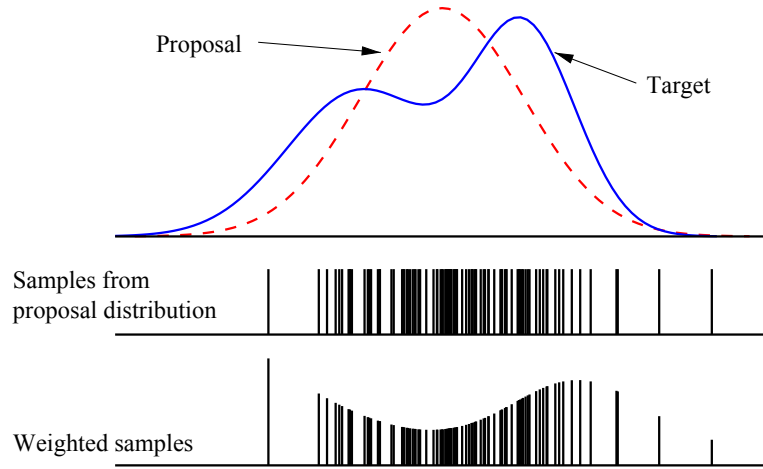 Proposal
Target
Samples from
proposal distribution
Weighted samples